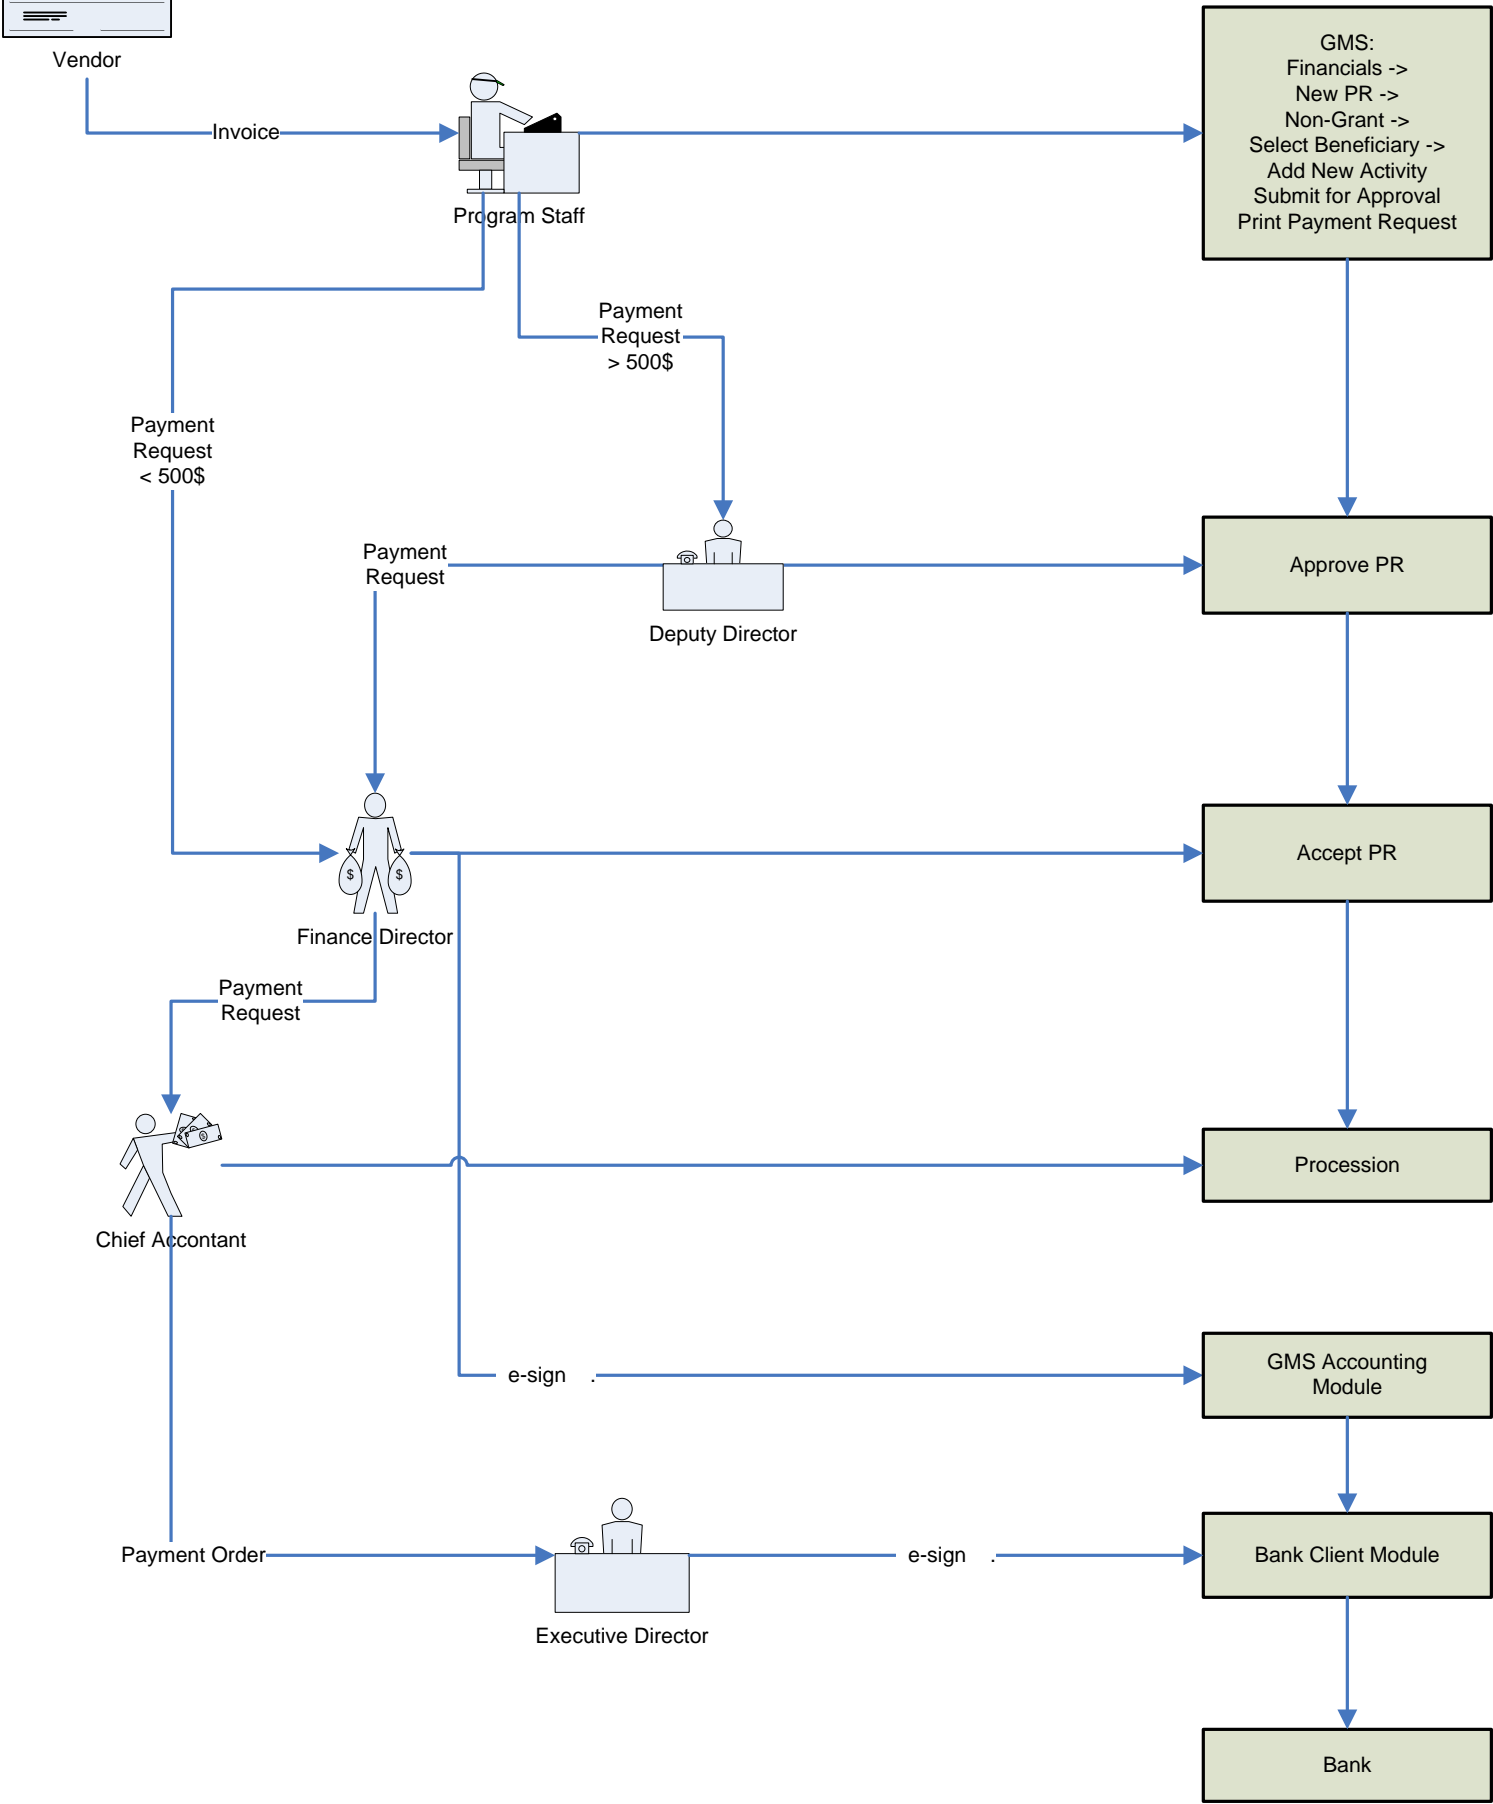 Vendor
Invoice
Program Staff
GMS:
Financials ->
New PR ->
Non-Grant ->
Select Beneficiary ->
Add New Activity
Submit for Approval
Print Payment Request
Payment
Request
> 500$
Payment
Request
< 500$
Payment
Request
Deputy Director
Approve PR
$
$
Finance Director
Accept PR
Payment
Request
Chief Accontant
Procession
e-sign .
GMS Accounting
Module
Payment Order
Executive Director
e-sign .
Bank Client Module
Bank